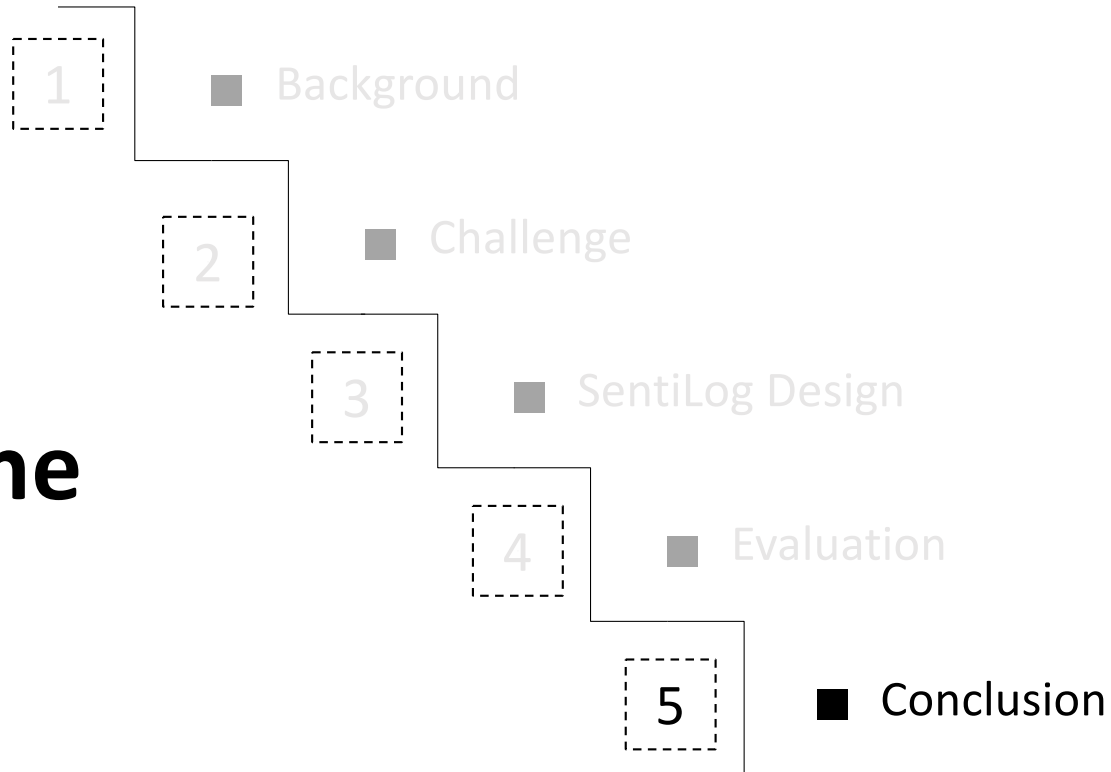 1
Background
2
Challenge
3
SentiLog Design
ne
4
Evaluation
5
Conclusion